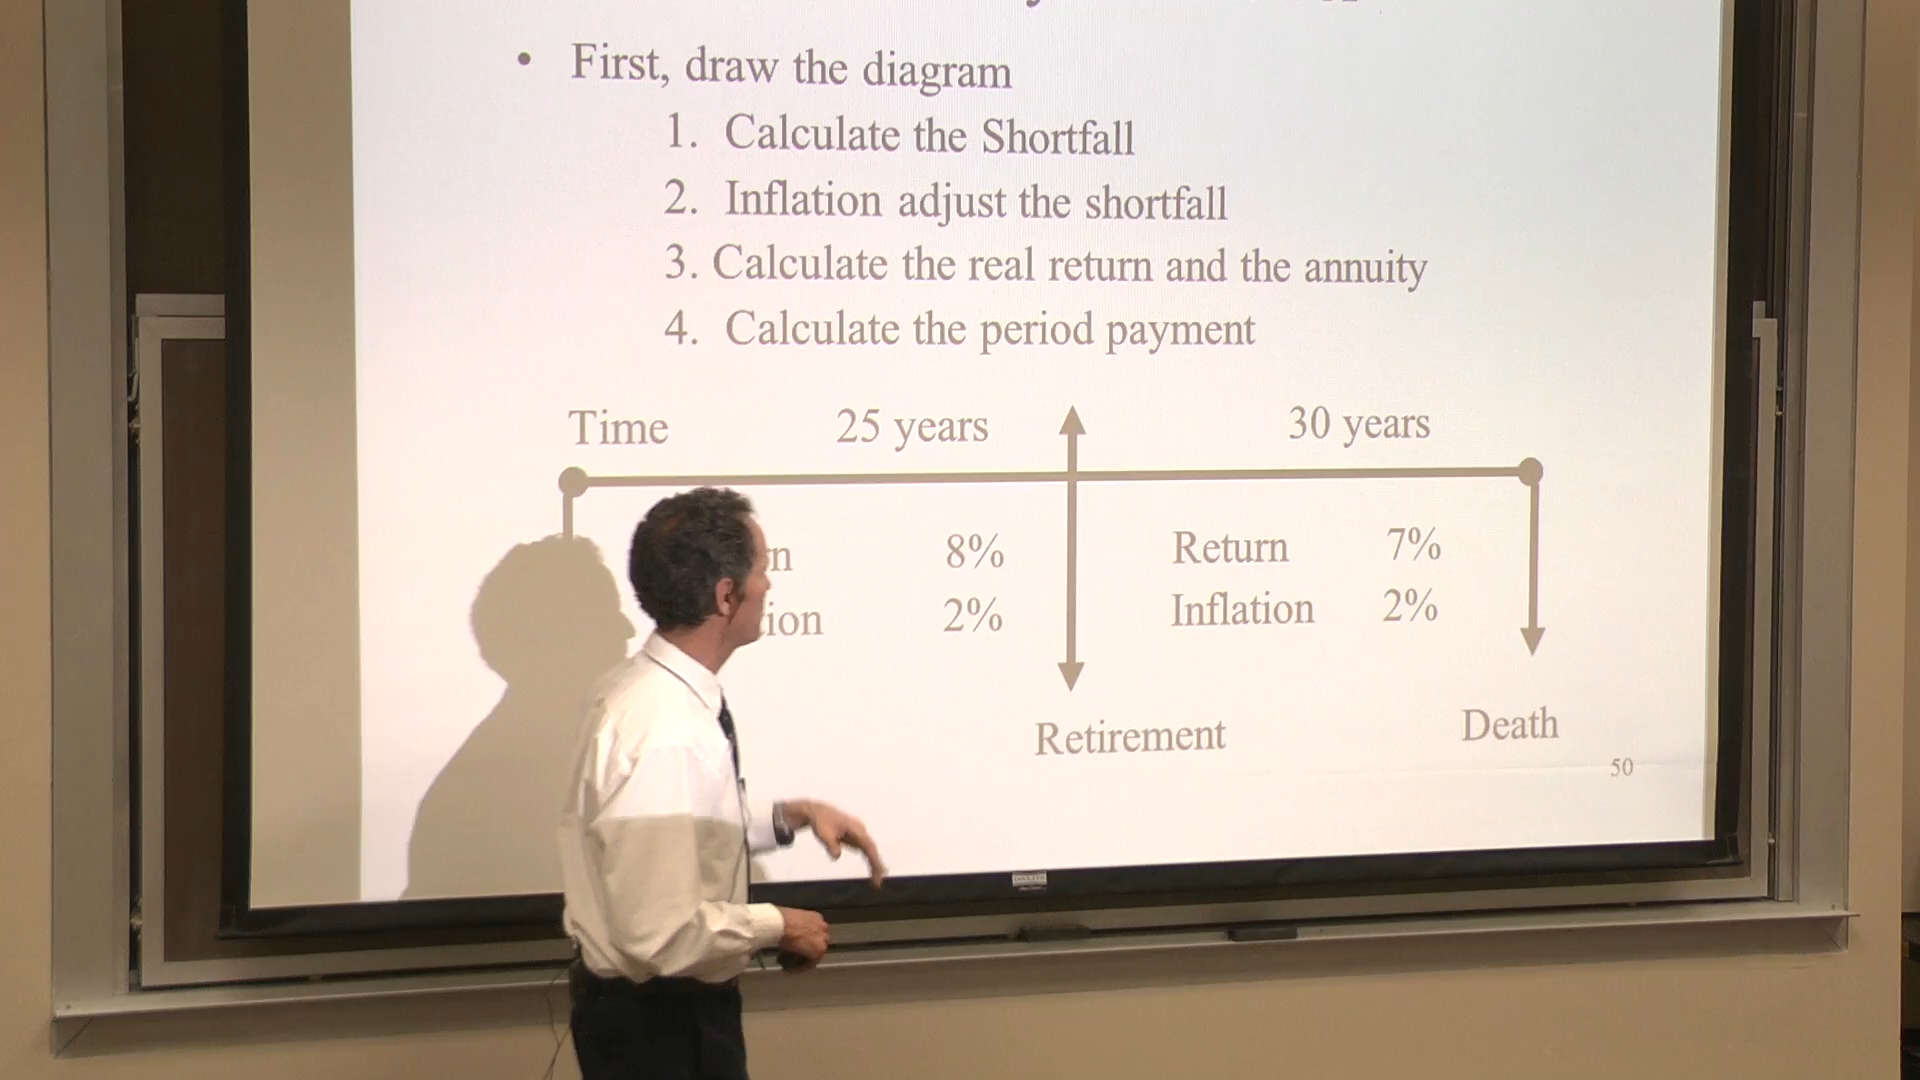 • First, draw the diagram
1. Calculate the Shortfall
2. Inflation adjust the shortfall
3. Calculate the real return and the annuity
4. Calculate the period payment
Time 25 years 30 years
n 8% Return 7%
ion 2% Inflation 2%
Retirement Death
50